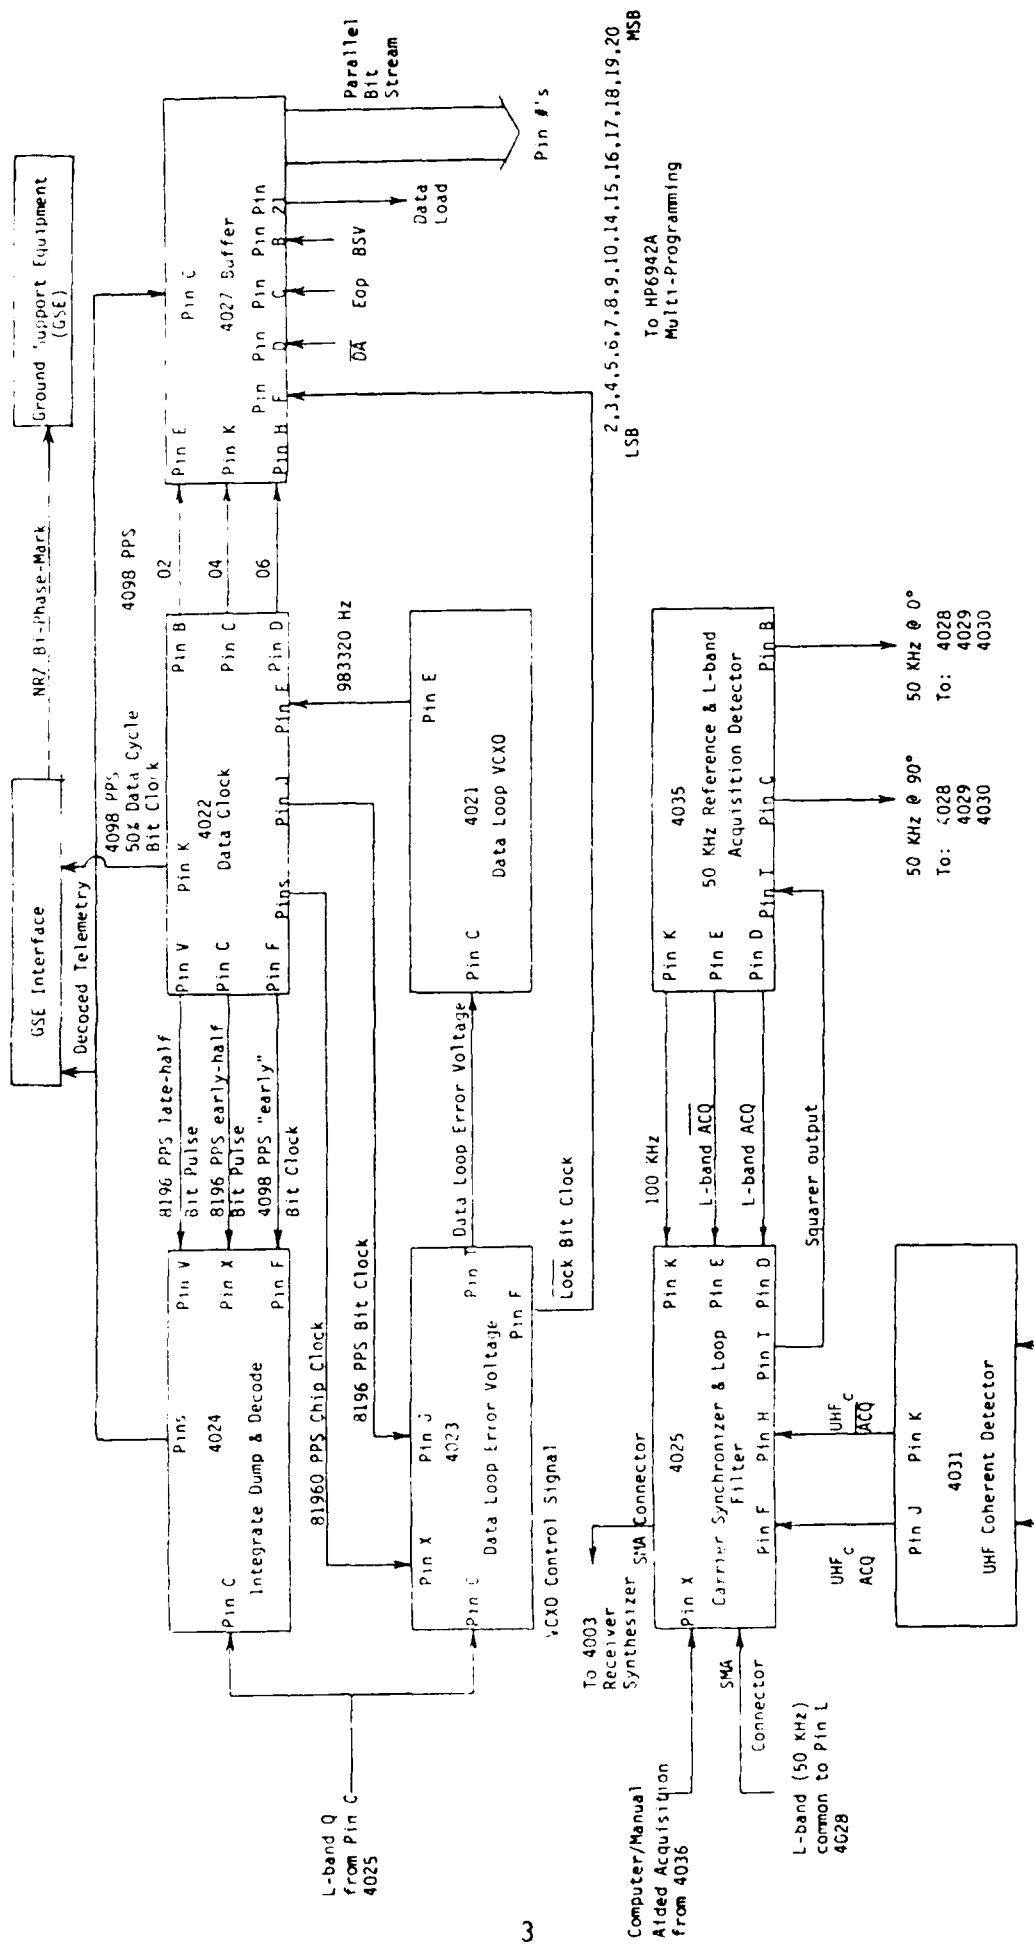 Ground Support Equipment
(GSE)
GSE Interface
NRZ Bi-Phase-Mark
Decoded Telemetry
4098 PPS
50% Data Cycle
Bit Clock
4098 PPS
02
04
06
Pins
4024
Integrate Dump & Decode
Pin C
Pin V
Pin X
Pin F
8196 PPS late-half
Bit Pulse
8196 PPS early-half
Bit Pulse
4098 PPS "early"
Bit Clock
Pin V
Pin C
Pin F
Pin K
4022
Data Clock
Pins
Pin J
Pin E
Pin B
Pin C
Pin D
Pin E
Pin K
Pin H
Pin C
4027 Buffer
Pin F
Pin D
Pin C
Pin B
Pin 21
DA
Eop
BSV
Data
Load
Parallel
Bit
Stream
Pin #'s
2,3,4,5,6,7,8,9,10,14,15,16,17,18,19,20
LSB
MSB
To HP6942A
Multi-Programming
L-band Q
from Pin C
4025
81960 PPS Chip Clock
8196 PPS Bit Clock
Pin X
Pin J
4023
Data Loop Error Voltage
Pin T
Pin F
VCXO Control Signal
Data Loop Error Voltage
Lock Bit Clock
Pin C
4021
Data Loop VCXO
Pin E
983320 Hz
To 4003
Receiver
Synthesizer
SMA Connector
Computer/Manual
Aided Acquisition
from 4036
SMA
Connector
L-band (50 KHz)
common to Pin L
4028
Pin X
4025
Carrier Synchronizer & Loop
Filter
Pin K
Pin E
Pin D
Pin F
Pin H
Pin T
100 KHz
L-band ACQ
L-band ACQ
Squarer output
Pin K
Pin E
Pin D
4035
50 KHz Reference & L-band
Acquisition Detector
Pin T
Pin C
Pin B
50 KHz @ 90°
To: 4028
4029
4030
50 KHz @ 0°
To: 4028
4029
4030
UHF C
ACQ
UHF C
ACQ
Pin J
Pin K
4031
UHF Coherent Detector
3